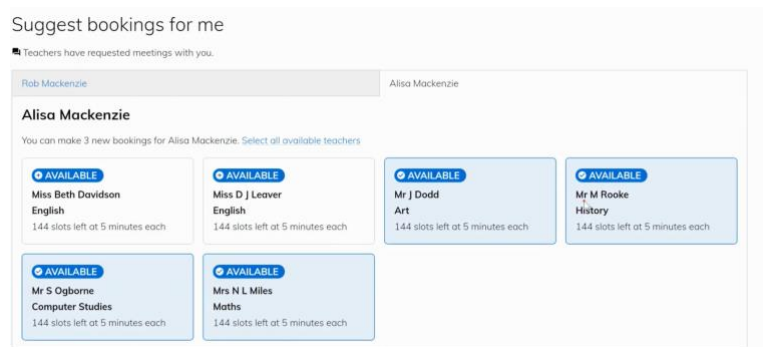 Suggest bookings for me
Teachers have requested meetings with you.
Rob Mackenzie
Alisa Mackenzie
Alisa Mackenzie
You can make 3 new bookings for Alisa Mackenzie. Select all available teachers
AVAILABLE
Miss Beth Davidson
English
144 slots left at 5 minutes each
AVAILABLE
Miss D J Leaver
English
144 slots left at 5 minutes each
AVAILABLE
Mr J Dodd
Art
144 slots left at 5 minutes each
AVAILABLE
Mr M Rooke
History
144 slots left at 5 minutes each
AVAILABLE
Mr S Ogborne
Computer Studies
144 slots left at 5 minutes each
AVAILABLE
Mrs N L Miles
Maths
144 slots left at 5 minutes each